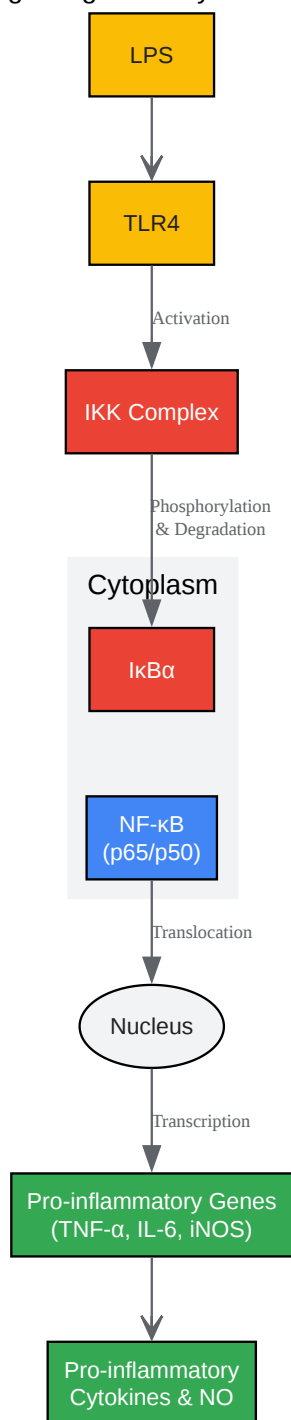 LPS
TLR4
Activation
IKK Complex
Phosphorylation
& Degradation
Cytoplasm
IκBα
NF-κB
(p65/p50)
Translocation
Nucleus
Transcription
Pro-inflammatory Genes
(TNF-α, IL-6, iNOS)
Pro-inflammatory
Cytokines & NO